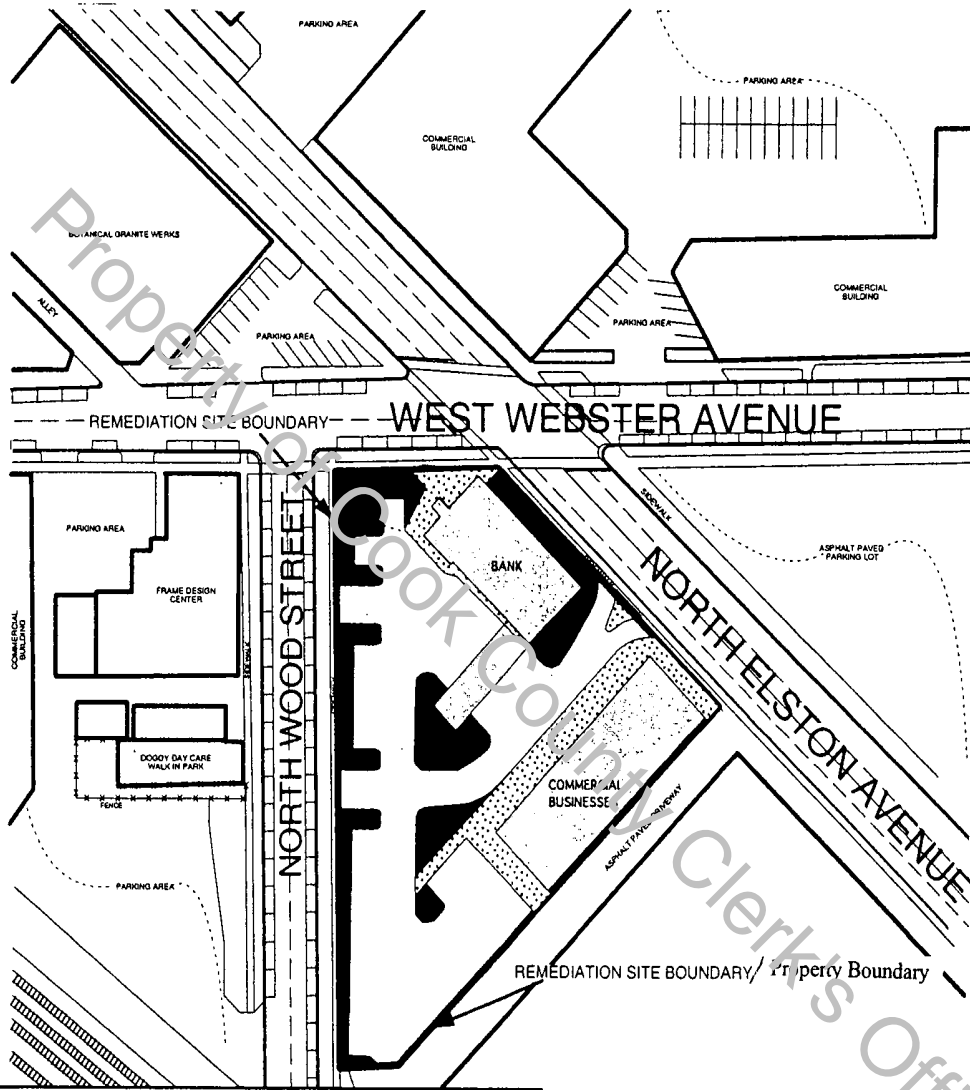 PARKING AREA
PARKING AREA
COMMERCIAL
BUILDING
BOTANICAL GRANITE WERKS
ALLEY
COMMERCIAL
BUILDING
PARKING AREA
PARKING AREA
REMEDIATION SITE BOUNDARY
WEST WEBSTER AVENUE
SIDEWALK
PARKING AREA
ASPHALT PAVED
PARKING LOT
BANK
FRAME DESIGN
CENTER
COMMERCIAL
BUILDING
SIDEWALK
NORTH WOOD STREET
NORTH ELSTON AVENUE
DOGGY DAY CARE
WALK IN PARK
FENCE
COMMERCIAL
BUSINESSES
ASPHALT PAVED DRIVEWAY
PARKING AREA
REMEDIATION SITE BOUNDARY/ Property Boundary
Property of Cook County Clerk's Off